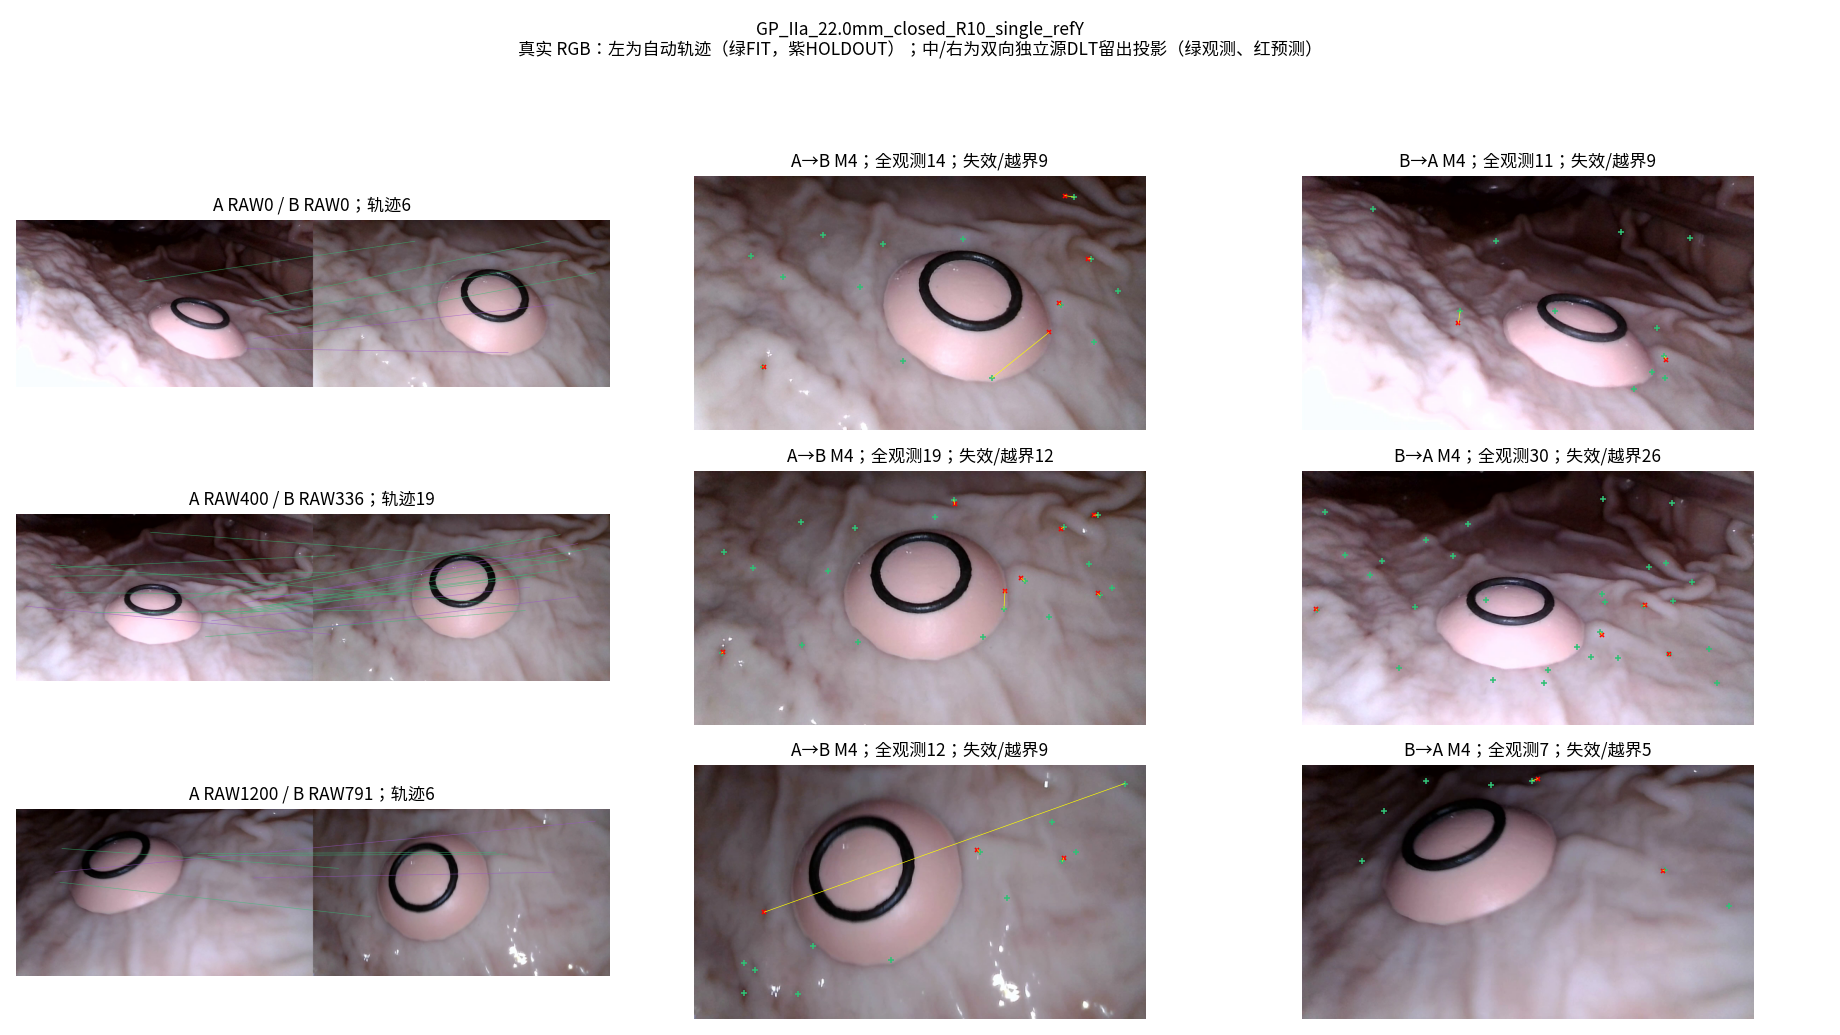 GP_IIa_22.0mm_closed_R10_single_refY
真实 RGB：左为自动轨迹（绿FIT，紫HOLDOUT）；中/右为双向独立源DLT留出投影（绿观测、红预测）
A RAW0 / B RAW0；轨迹6
A→B M4；全观测14；失效/越界9
B→A M4；全观测11；失效/越界9
A RAW400 / B RAW336；轨迹19
A→B M4；全观测19；失效/越界12
B→A M4；全观测30；失效/越界26
A RAW1200 / B RAW791；轨迹6
A→B M4；全观测12；失效/越界9
B→A M4；全观测7；失效/越界5